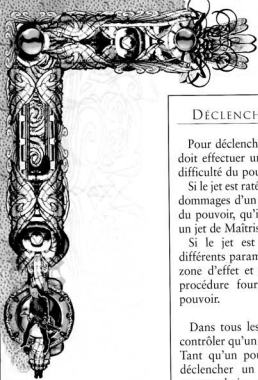 DÉCLENCH
Pour déclench
doit effectuer un
difficulté du pou
Si le jet est raté
dommages d'un
du pouvoir, qu'i
un jet de Maîtris
Si le jet est
différents param
zone d'effet et
procédure four
pouvoir.
Dans tous les
contrôler qu'un
Tant qu'un pou
déclencher un